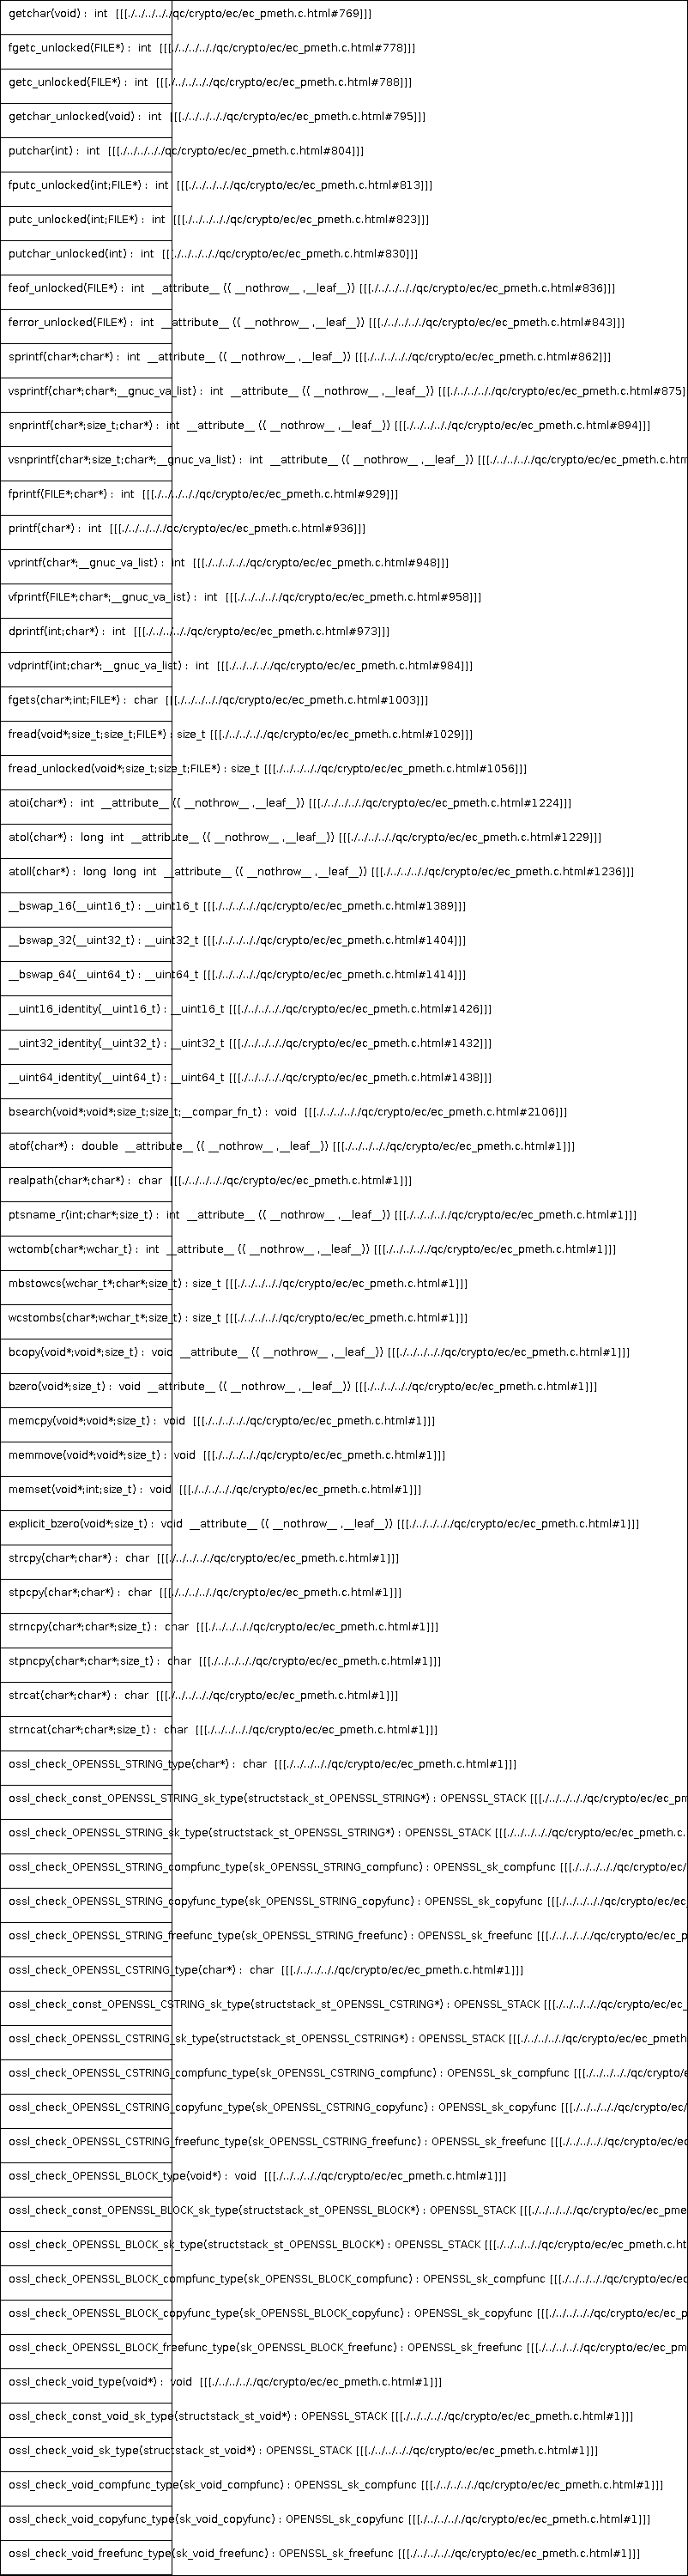 getchar(void) : int [[[./../../../../qc/crypto/ec/ec_pmeth.c.html#769]]]
fgetc_unlocked(FILE*) : int [[[./../../../../qc/crypto/ec/ec_pmeth.c.html#778]]]
getc_unlocked(FILE*) : int [[[./../../../../qc/crypto/ec/ec_pmeth.c.html#788]]]
getchar_unlocked(void) : int [[[./../../../../qc/crypto/ec/ec_pmeth.c.html#795]]]
putchar(int) : int [[[./../../../../qc/crypto/ec/ec_pmeth.c.html#804]]]
fputc_unlocked(int;FILE*) : int [[[./../../../../qc/crypto/ec/ec_pmeth.c.html#813]]]
putc_unlocked(int;FILE*) : int [[[./../../../../qc/crypto/ec/ec_pmeth.c.html#823]]]
putchar_unlocked(int) : int [[[./../../../../qc/crypto/ec/ec_pmeth.c.html#830]]]
feof_unlocked(FILE*) : int __attribute__ (( __nothrow__ ,__leaf__)) [[[./../../../../qc/crypto/ec/ec_pmeth.c.html#836]]]
ferror_unlocked(FILE*) : int __attribute__ (( __nothrow__ ,__leaf__)) [[[./../../../../qc/crypto/ec/ec_pmeth.c.html#843]]]
sprintf(char*;char*) : int __attribute__ (( __nothrow__ ,__leaf__)) [[[./../../../../qc/crypto/ec/ec_pmeth.c.html#862]]]
vsprintf(char*;char*;__gnuc_va_list) : int __attribute__ (( __nothrow__ ,__leaf__)) [[[./../../../../qc/crypto/ec/ec_pmeth.c.html#875]
snprintf(char*;size_t;char*) : int __attribute__ (( __nothrow__ ,__leaf__)) [[[./../../../../qc/crypto/ec/ec_pmeth.c.html#894]]]
vsnprintf(char*;size_t;char*;__gnuc_va_list) : int __attribute__ (( __nothrow__ ,__leaf__)) [[[./../../../../qc/crypto/ec/ec_pmeth.c.htm
fprintf(FILE*;char*) : int [[[./../../../../qc/crypto/ec/ec_pmeth.c.html#929]]]
printf(char*) : int [[[./../../../../qc/crypto/ec/ec_pmeth.c.html#936]]]
vprintf(char*;__gnuc_va_list) : int [[[./../../../../qc/crypto/ec/ec_pmeth.c.html#948]]]
vfprintf(FILE*;char*;__gnuc_va_list) : int [[[./../../../../qc/crypto/ec/ec_pmeth.c.html#958]]]
dprintf(int;char*) : int [[[./../../../../qc/crypto/ec/ec_pmeth.c.html#973]]]
vdprintf(int;char*;__gnuc_va_list) : int [[[./../../../../qc/crypto/ec/ec_pmeth.c.html#984]]]
fgets(char*;int;FILE*) : char [[[./../../../../qc/crypto/ec/ec_pmeth.c.html#1003]]]
fread(void*;size_t;size_t;FILE*) : size_t [[[./../../../../qc/crypto/ec/ec_pmeth.c.html#1029]]]
fread_unlocked(void*;size_t;size_t;FILE*) : size_t [[[./../../../../qc/crypto/ec/ec_pmeth.c.html#1056]]]
atoi(char*) : int __attribute__ (( __nothrow__ ,__leaf__)) [[[./../../../../qc/crypto/ec/ec_pmeth.c.html#1224]]]
atol(char*) : long int __attribute__ (( __nothrow__ ,__leaf__)) [[[./../../../../qc/crypto/ec/ec_pmeth.c.html#1229]]]
atoll(char*) : long long int __attribute__ (( __nothrow__ ,__leaf__)) [[[./../../../../qc/crypto/ec/ec_pmeth.c.html#1236]]]
__bswap_16(__uint16_t) : __uint16_t [[[./../../../../qc/crypto/ec/ec_pmeth.c.html#1389]]]
__bswap_32(__uint32_t) : __uint32_t [[[./../../../../qc/crypto/ec/ec_pmeth.c.html#1404]]]
__bswap_64(__uint64_t) : __uint64_t [[[./../../../../qc/crypto/ec/ec_pmeth.c.html#1414]]]
__uint16_identity(__uint16_t) : __uint16_t [[[./../../../../qc/crypto/ec/ec_pmeth.c.html#1426]]]
__uint32_identity(__uint32_t) : __uint32_t [[[./../../../../qc/crypto/ec/ec_pmeth.c.html#1432]]]
__uint64_identity(__uint64_t) : __uint64_t [[[./../../../../qc/crypto/ec/ec_pmeth.c.html#1438]]]
bsearch(void*;void*;size_t;size_t;__compar_fn_t) : void [[[./../../../../qc/crypto/ec/ec_pmeth.c.html#2106]]]
atof(char*) : double __attribute__ (( __nothrow__ ,__leaf__)) [[[./../../../../qc/crypto/ec/ec_pmeth.c.html#1]]]
realpath(char*;char*) : char [[[./../../../../qc/crypto/ec/ec_pmeth.c.html#1]]]
ptsname_r(int;char*;size_t) : int __attribute__ (( __nothrow__ ,__leaf__)) [[[./../../../../qc/crypto/ec/ec_pmeth.c.html#1]]]
wctomb(char*;wchar_t) : int __attribute__ (( __nothrow__ ,__leaf__)) [[[./../../../../qc/crypto/ec/ec_pmeth.c.html#1]]]
mbstowcs(wchar_t*;char*;size_t) : size_t [[[./../../../../qc/crypto/ec/ec_pmeth.c.html#1]]]
wcstombs(char*;wchar_t*;size_t) : size_t [[[./../../../../qc/crypto/ec/ec_pmeth.c.html#1]]]
bcopy(void*;void*;size_t) : void __attribute__ (( __nothrow__ ,__leaf__)) [[[./../../../../qc/crypto/ec/ec_pmeth.c.html#1]]]
bzero(void*;size_t) : void __attribute__ (( __nothrow__ ,__leaf__)) [[[./../../../../qc/crypto/ec/ec_pmeth.c.html#1]]]
memcpy(void*;void*;size_t) : void [[[./../../../../qc/crypto/ec/ec_pmeth.c.html#1]]]
memmove(void*;void*;size_t) : void [[[./../../../../qc/crypto/ec/ec_pmeth.c.html#1]]]
memset(void*;int;size_t) : void [[[./../../../../qc/crypto/ec/ec_pmeth.c.html#1]]]
explicit_bzero(void*;size_t) : void __attribute__ (( __nothrow__ ,__leaf__)) [[[./../../../../qc/crypto/ec/ec_pmeth.c.html#1]]]
strcpy(char*;char*) : char [[[./../../../../qc/crypto/ec/ec_pmeth.c.html#1]]]
stpcpy(char*;char*) : char [[[./../../../../qc/crypto/ec/ec_pmeth.c.html#1]]]
strncpy(char*;char*;size_t) : char [[[./../../../../qc/crypto/ec/ec_pmeth.c.html#1]]]
stpncpy(char*;char*;size_t) : char [[[./../../../../qc/crypto/ec/ec_pmeth.c.html#1]]]
strcat(char*;char*) : char [[[./../../../../qc/crypto/ec/ec_pmeth.c.html#1]]]
strncat(char*;char*;size_t) : char [[[./../../../../qc/crypto/ec/ec_pmeth.c.html#1]]]
ossl_check_OPENSSL_STRING_type(char*) : char [[[./../../../../qc/crypto/ec/ec_pmeth.c.html#1]]]
ossl_check_const_OPENSSL_STRING_sk_type(structstack_st_OPENSSL_STRING*) : OPENSSL_STACK [[[./../../../../qc/crypto/ec/ec_pm
ossl_check_OPENSSL_STRING_sk_type(structstack_st_OPENSSL_STRING*) : OPENSSL_STACK [[[./../../../../qc/crypto/ec/ec_pmeth.c.
ossl_check_OPENSSL_STRING_compfunc_type(sk_OPENSSL_STRING_compfunc) : OPENSSL_sk_compfunc [[[./../../../../qc/crypto/ec/
ossl_check_OPENSSL_STRING_copyfunc_type(sk_OPENSSL_STRING_copyfunc) : OPENSSL_sk_copyfunc [[[./../../../../qc/crypto/ec/ec_
ossl_check_OPENSSL_STRING_freefunc_type(sk_OPENSSL_STRING_freefunc) : OPENSSL_sk_freefunc [[[./../../../../qc/crypto/ec/ec_p
ossl_check_OPENSSL_CSTRING_type(char*) : char [[[./../../../../qc/crypto/ec/ec_pmeth.c.html#1]]]
ossl_check_const_OPENSSL_CSTRING_sk_type(structstack_st_OPENSSL_CSTRING*) : OPENSSL_STACK [[[./../../../../qc/crypto/ec/ec_
ossl_check_OPENSSL_CSTRING_sk_type(structstack_st_OPENSSL_CSTRING*) : OPENSSL_STACK [[[./../../../../qc/crypto/ec/ec_pmeth
ossl_check_OPENSSL_CSTRING_compfunc_type(sk_OPENSSL_CSTRING_compfunc) : OPENSSL_sk_compfunc [[[./../../../../qc/crypto/e
ossl_check_OPENSSL_CSTRING_copyfunc_type(sk_OPENSSL_CSTRING_copyfunc) : OPENSSL_sk_copyfunc [[[./../../../../qc/crypto/ec/
ossl_check_OPENSSL_CSTRING_freefunc_type(sk_OPENSSL_CSTRING_freefunc) : OPENSSL_sk_freefunc [[[./../../../../qc/crypto/ec/ec
ossl_check_OPENSSL_BLOCK_type(void*) : void [[[./../../../../qc/crypto/ec/ec_pmeth.c.html#1]]]
ossl_check_const_OPENSSL_BLOCK_sk_type(structstack_st_OPENSSL_BLOCK*) : OPENSSL_STACK [[[./../../../../qc/crypto/ec/ec_pme
ossl_check_OPENSSL_BLOCK_sk_type(structstack_st_OPENSSL_BLOCK*) : OPENSSL_STACK [[[./../../../../qc/crypto/ec/ec_pmeth.c.ht
ossl_check_OPENSSL_BLOCK_compfunc_type(sk_OPENSSL_BLOCK_compfunc) : OPENSSL_sk_compfunc [[[./../../../../qc/crypto/ec/ec
ossl_check_OPENSSL_BLOCK_copyfunc_type(sk_OPENSSL_BLOCK_copyfunc) : OPENSSL_sk_copyfunc [[[./../../../../qc/crypto/ec/ec_p
ossl_check_OPENSSL_BLOCK_freefunc_type(sk_OPENSSL_BLOCK_freefunc) : OPENSSL_sk_freefunc [[[./../../../../qc/crypto/ec/ec_pm
ossl_check_void_type(void*) : void [[[./../../../../qc/crypto/ec/ec_pmeth.c.html#1]]]
ossl_check_const_void_sk_type(structstack_st_void*) : OPENSSL_STACK [[[./../../../../qc/crypto/ec/ec_pmeth.c.html#1]]]
ossl_check_void_sk_type(structstack_st_void*) : OPENSSL_STACK [[[./../../../../qc/crypto/ec/ec_pmeth.c.html#1]]]
ossl_check_void_compfunc_type(sk_void_compfunc) : OPENSSL_sk_compfunc [[[./../../../../qc/crypto/ec/ec_pmeth.c.html#1]]]
ossl_check_void_copyfunc_type(sk_void_copyfunc) : OPENSSL_sk_copyfunc [[[./../../../../qc/crypto/ec/ec_pmeth.c.html#1]]]
ossl_check_void_freefunc_type(sk_void_freefunc) : OPENSSL_sk_freefunc [[[./../../../../qc/crypto/ec/ec_pmeth.c.html#1]]]